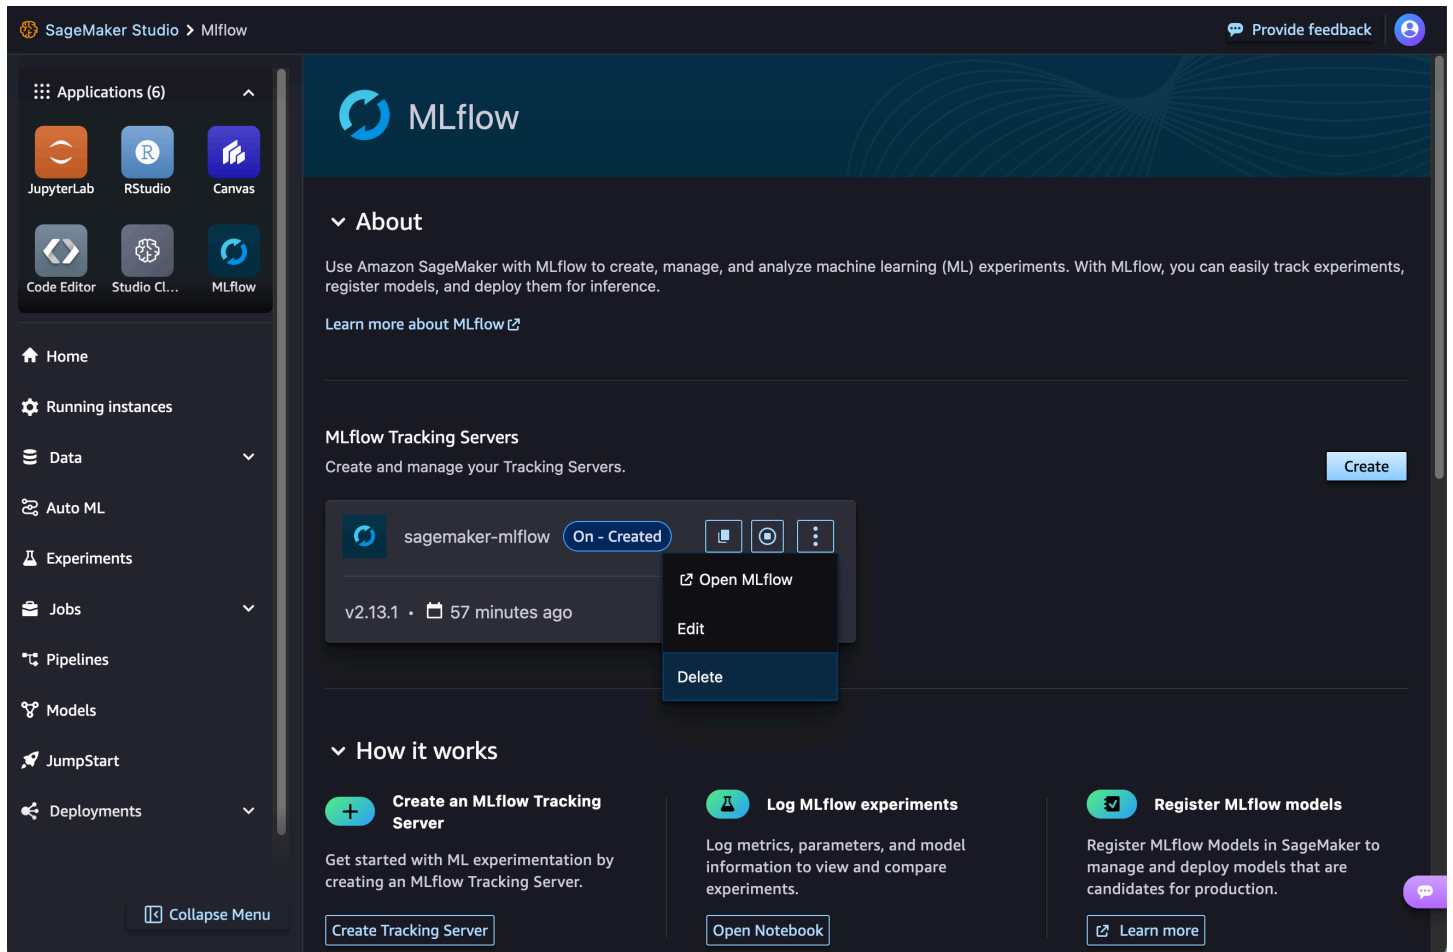 SageMaker Studio > Mlflow
Provide feedback
Applications (6)
JupyterLab
RStudio
Canvas
Code Editor
Studio Cl...
MLflow
Home
Running instances
Data
Auto ML
Experiments
Jobs
Pipelines
Models
JumpStart
Deployments
Collapse Menu
MLflow
About
Use Amazon SageMaker with MLflow to create, manage, and analyze machine learning (ML) experiments. With MLflow, you can easily track experiments,
register models, and deploy them for inference.
Learn more about MLflow
MLflow Tracking Servers
Create and manage your Tracking Servers.
Create
sagemaker-mlflow
On - Created
v2.13.1 • 57 minutes ago
Open MLflow
Edit
Delete
How it works
Create an MLflow Tracking
Server
Get started with ML experimentation by
creating an MLflow Tracking Server.
Create Tracking Server
Log MLflow experiments
Log metrics, parameters, and model
information to view and compare
experiments.
Open Notebook
Register MLflow models
Register MLflow Models in SageMaker to
manage and deploy models that are
candidates for production.
Learn more